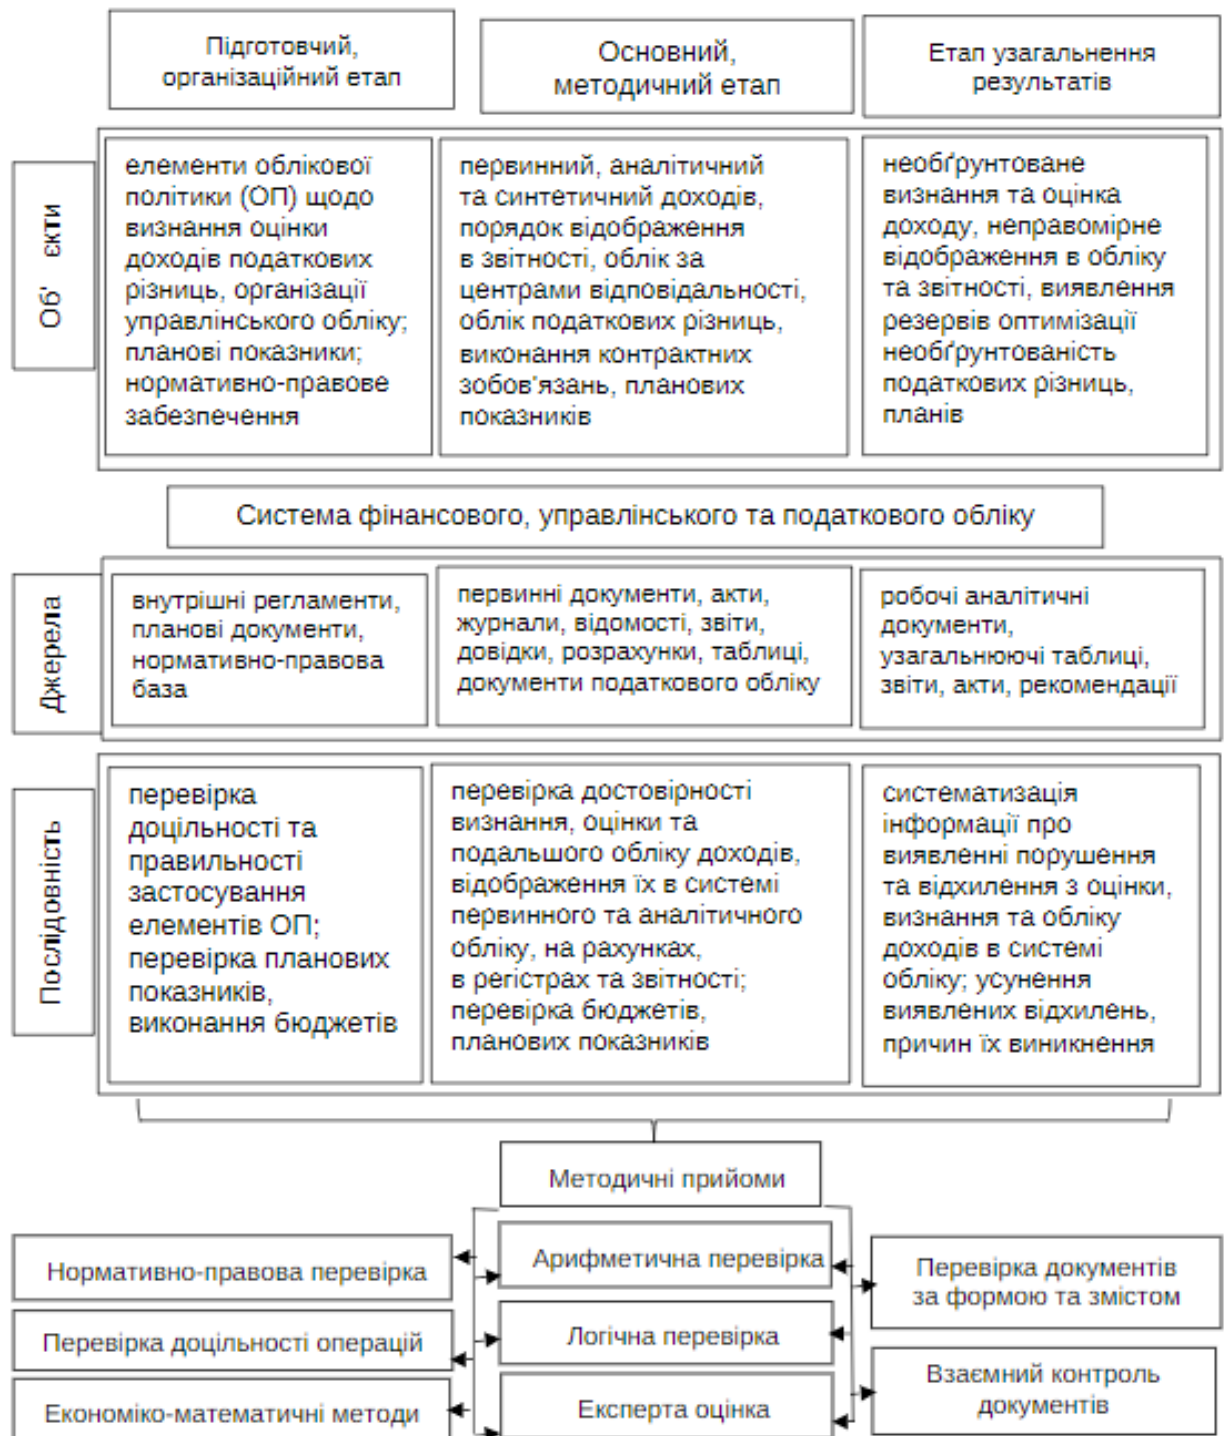 Підготовчий,
організаційний етап
Основний,
методичний етап
Етап узагальнення
результатів
Об' єкти
елементи облікової
політики (ОП) щодо
визнання оцінки
доходів податкових
різниць, організації
управлінського обліку;
планові показники;
нормативно-правове
забезпечення
первинний, аналітичний
та синтетичний доходів,
порядок відображення
в звітності, облік за
центрами відповідальності,
облік податкових різниць,
виконання контрактних
зобов'язань, планових
показників
необґрунтоване
визнання та оцінка
доходу, неправомірне
відображення в обліку
та звітності, виявлення
резервів оптимізації
необґрунтованість
податкових різниць,
планів
Система фінансового, управлінського та податкового обліку
Джерела
внутрішні регламенти,
планові документи,
нормативно-правова
база
первинні документи, акти,
журнали, відомості, звіти,
довідки, розрахунки, таблиці,
документи податкового обліку
робочі аналітичні
документи,
узагальнюючі таблиці,
звіти, акти, рекомендації
Послідовність
перевірка
доцільності та
правильності
застосування
елементів ОП;
перевірка планових
показників,
виконання бюджетів
перевірка достовірності
визнання, оцінки та
подальшого обліку доходів,
відображення їх в системі
первинного та аналітичного
обліку, на рахунках,
в регістрах та звітності;
перевірка бюджетів,
планових показників
систематизація
інформації про
виявленні порушення
та відхилення з оцінки,
визнання та обліку
доходів в системі
обліку; усунення
виявлених відхилень,
причин їх виникнення
Методичні прийоми
Нормативно-правова перевірка
Перевірка доцільності операцій
Економіко-математичні методи
Арифметична перевірка
Логічна перевірка
Експерта оцінка
Перевірка документів
за формою та змістом
Взаємний контроль
документів